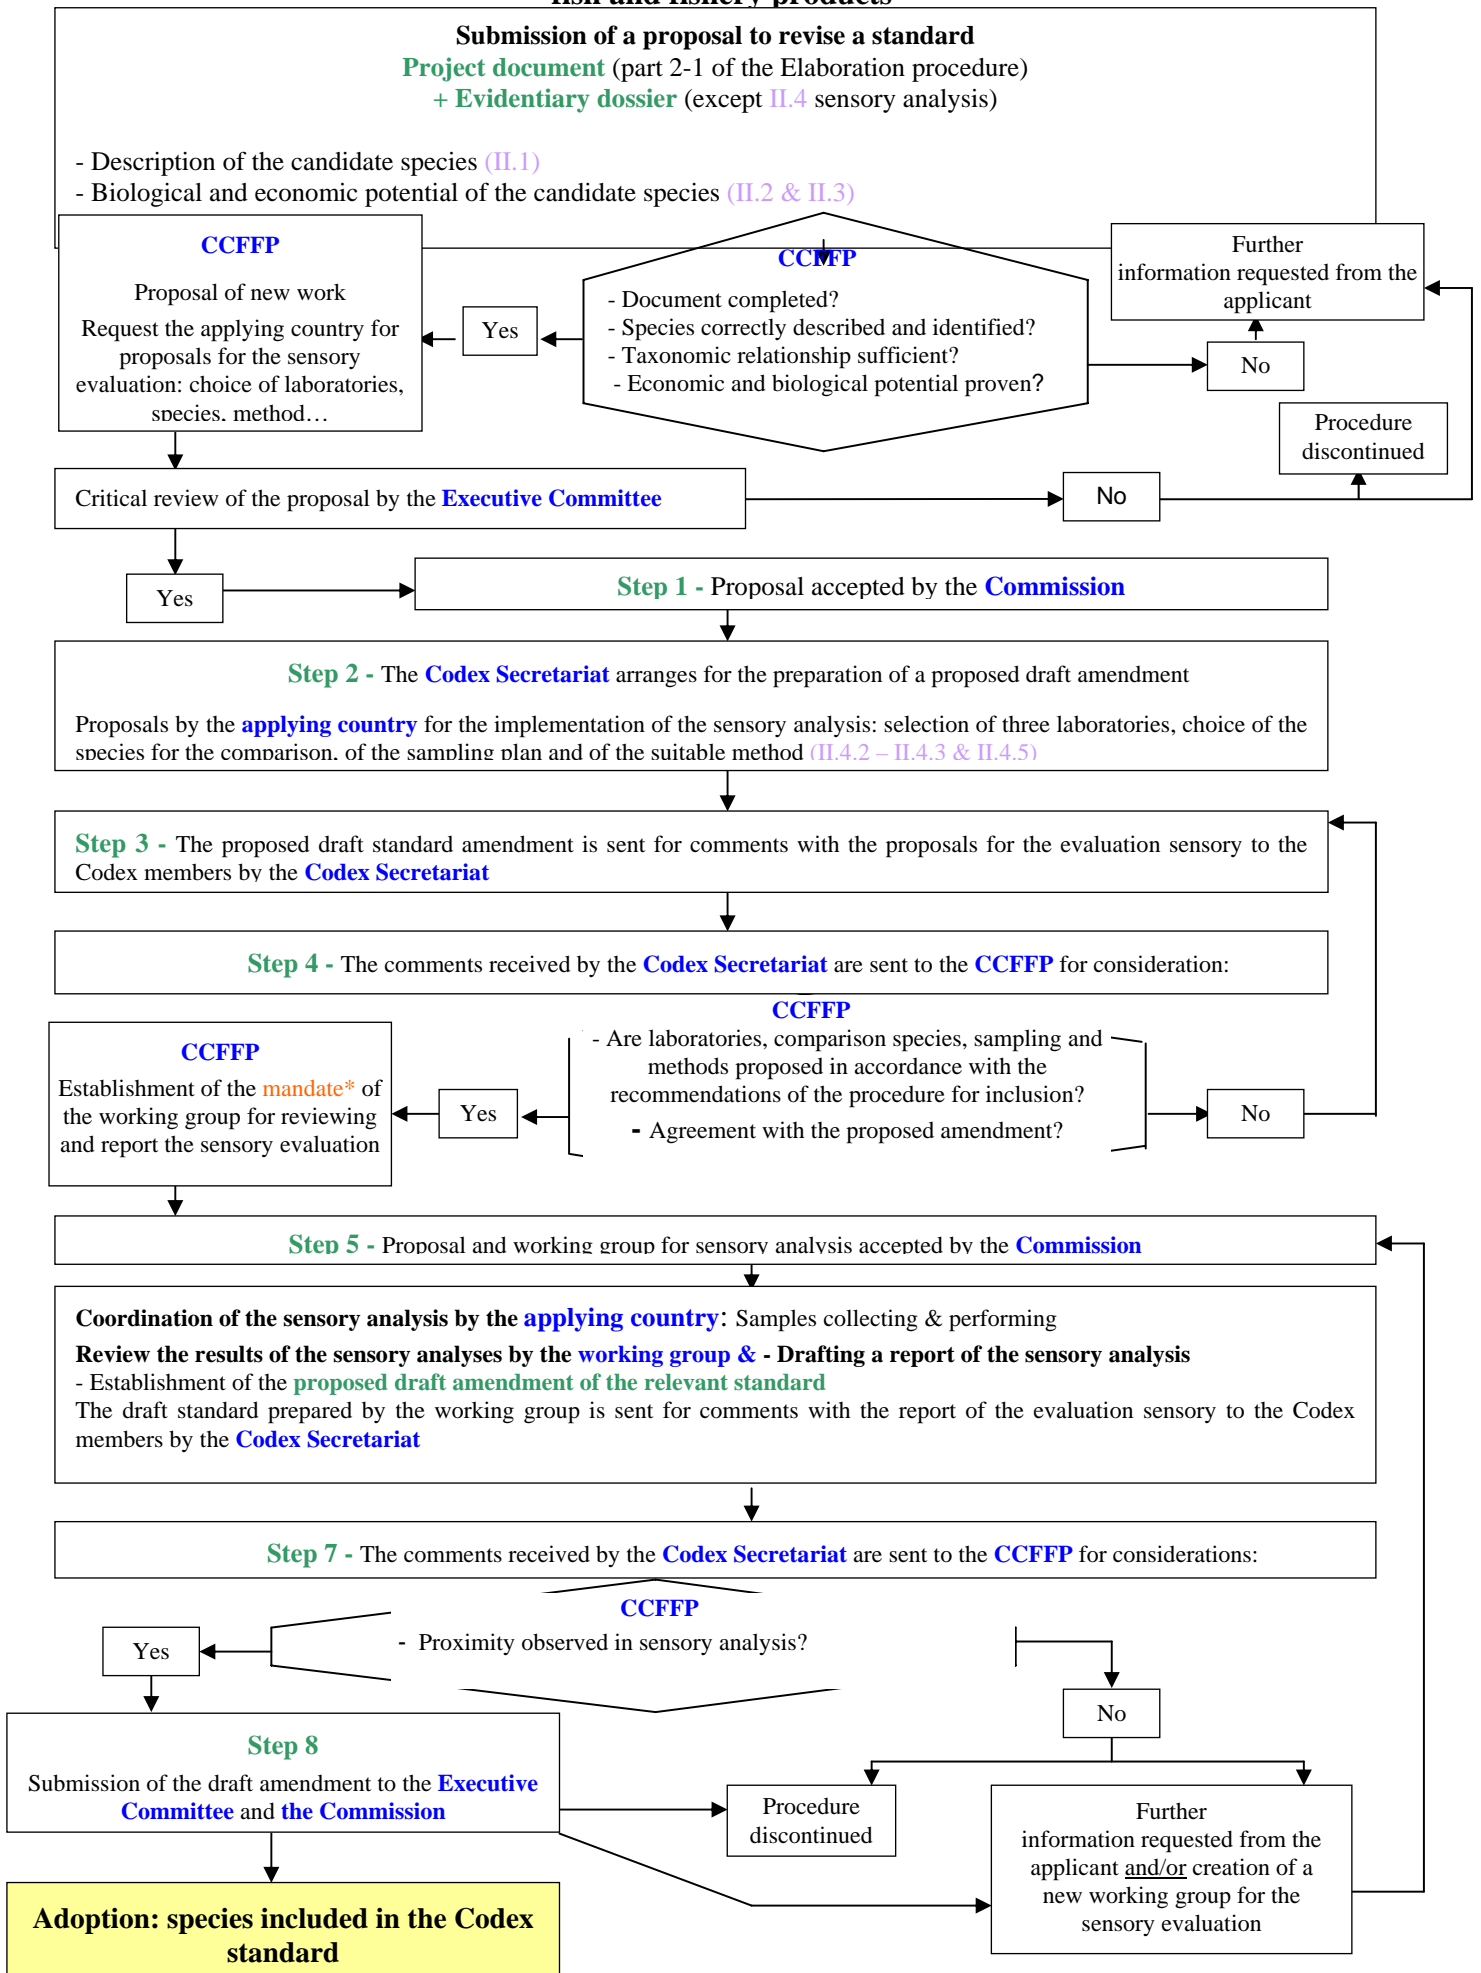 fish and fishery products
Submission of a proposal to revise a standard
Project document (part 2-1 of the Elaboration procedure)
+ Evidentiary dossier (except II.4 sensory analysis)
- Description of the candidate species (II.1)
- Biological and economic potential of the candidate species (II.2 & II.3)
CCFFP
Proposal of new work
Request the applying country for
proposals for the sensory
evaluation: choice of laboratories,
species, method…
Yes
CCFFP
- Document completed?
- Species correctly described and identified?
- Taxonomic relationship sufficient?
- Economic and biological potential proven?
Further
information requested from the
applicant
No
Procedure
discontinued
Critical review of the proposal by the Executive Committee
No
Yes
Step 1 - Proposal accepted by the Commission
Step 2 - The Codex Secretariat arranges for the preparation of a proposed draft amendment
Proposals by the applying country for the implementation of the sensory analysis: selection of three laboratories, choice of the
species for the comparison, of the sampling plan and of the suitable method (II.4.2 – II.4.3 & II.4.5)
Step 3 - The proposed draft standard amendment is sent for comments with the proposals for the evaluation sensory to the
Codex members by the Codex Secretariat
Step 4 - The comments received by the Codex Secretariat are sent to the CCFFP for consideration:
CCFFP
Establishment of the mandate* of
the working group for reviewing
and report the sensory evaluation
Yes
CCFFP
- Are laboratories, comparison species, sampling and
methods proposed in accordance with the
recommendations of the procedure for inclusion?
- Agreement with the proposed amendment?
No
Step 5 - Proposal and working group for sensory analysis accepted by the Commission
Coordination of the sensory analysis by the applying country: Samples collecting & performing
Review the results of the sensory analyses by the working group & - Drafting a report of the sensory analysis
- Establishment of the proposed draft amendment of the relevant standard
The draft standard prepared by the working group is sent for comments with the report of the evaluation sensory to the Codex
members by the Codex Secretariat
Step 7 - The comments received by the Codex Secretariat are sent to the CCFFP for considerations:
CCFFP
- Proximity observed in sensory analysis?
Yes
No
Step 8
Submission of the draft amendment to the Executive
Committee and the Commission
Procedure
discontinued
Further
information requested from the
applicant and/or creation of a
new working group for the
sensory evaluation
Adoption: species included in the Codex
standard